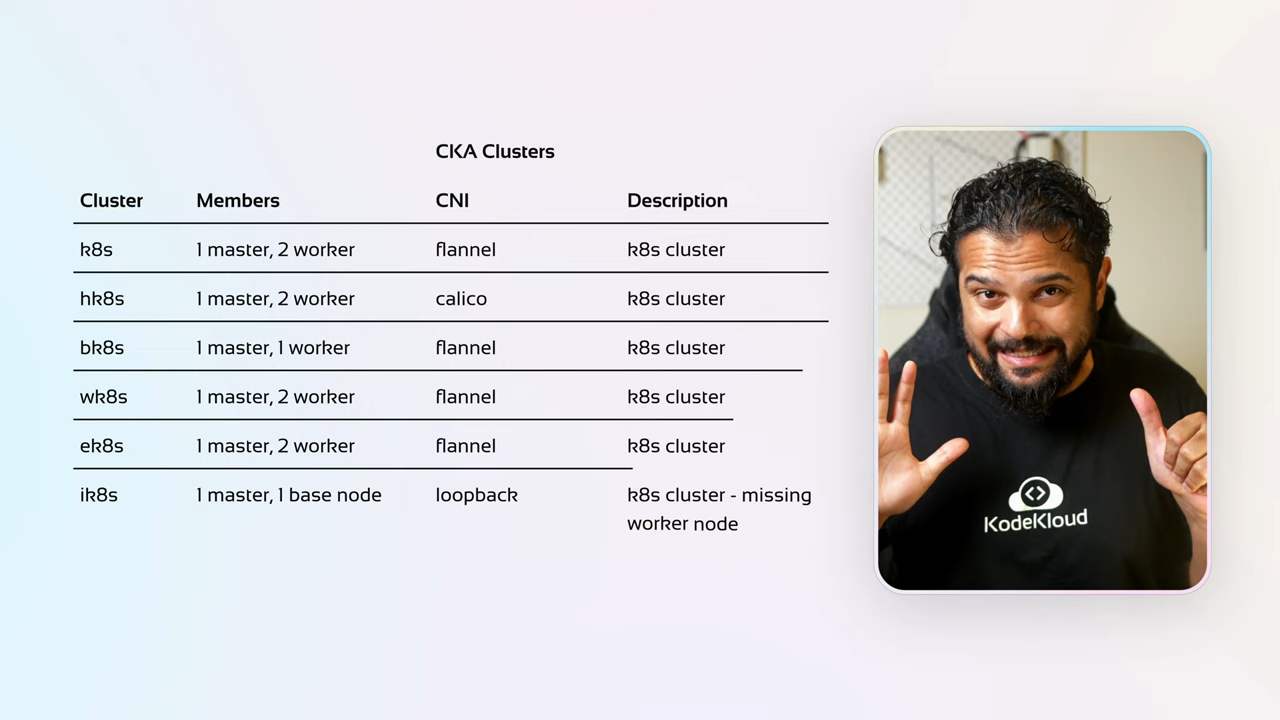 CKA Clusters
Cluster Members CNI Description
k8s 1 master, 2 worker flannel k8s cluster
hk8s 1 master, 2 worker calico k8s cluster
bk8s 1 master, 1 worker flannel k8s cluster
wk8s 1 master, 2 worker flannel k8s cluster
ek8s 1 master, 2 worker flannel k8s cluster
ik8s 1 master, 1 base node loopback k8s cluster - missing
worker node
KodeKloud